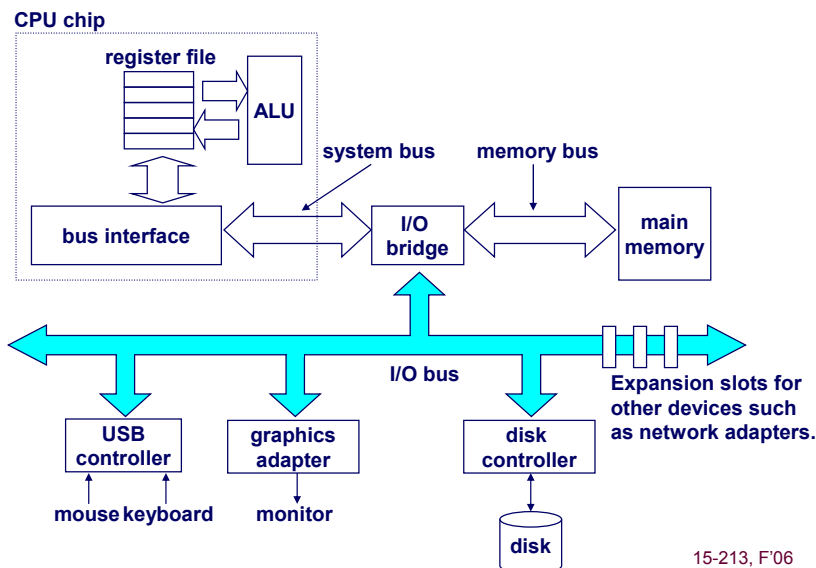 CPU chip
register file
ALU
system bus
memory bus
bus interface
I/O
bridge
main
memory
I/O bus
Expansion slots for
other devices such
as network adapters.
USB
controller
graphics
adapter
disk
controller
mouse keyboard
monitor
disk
15-213, F'06